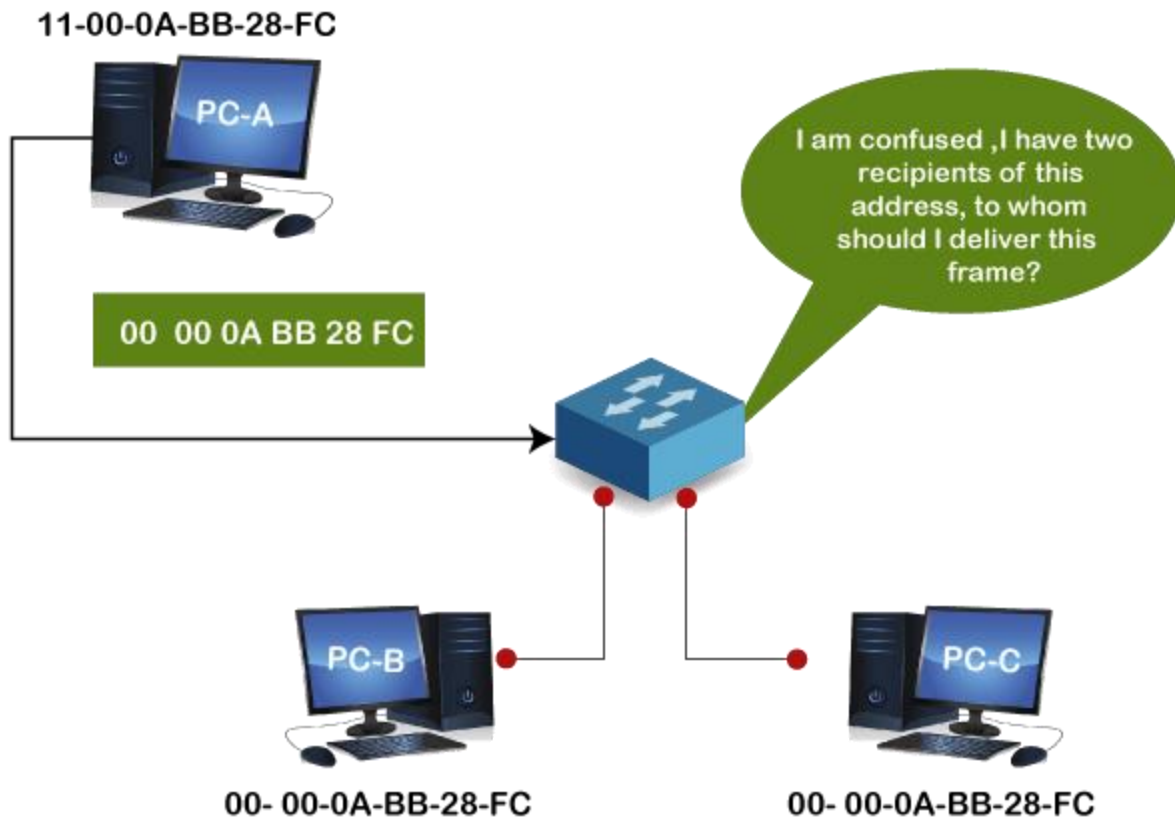 11-00-0A-BB-28-FC
PC-A
I am confused ,I have two
recipients of this
address, to whom
should I deliver this
frame?
00  00 0A BB 28 FC
PC-B
PC-C
00- 00-0A-BB-28-FC
00- 00-0A-BB-28-FC